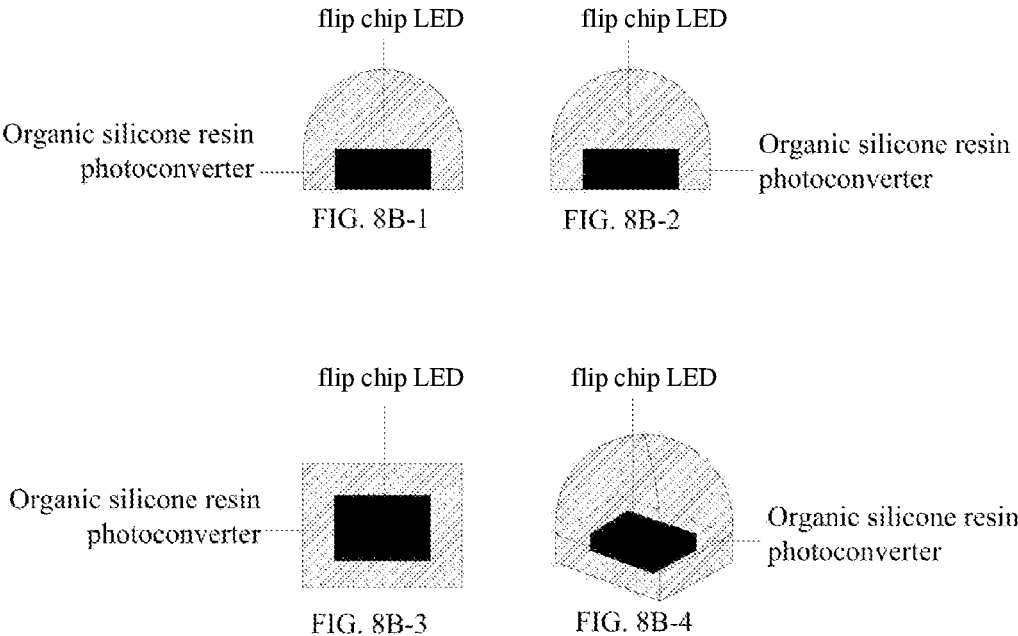 flip chip LED
Organic silicone resin
photoconverter
FIG. 8B-1
flip chip LED
Organic silicone resin
photoconverter
FIG. 8B-2
flip chip LED
Organic silicone resin
photoconverter
FIG. 8B-3
flip chip LED
Organic silicone resin
photoconverter
FIG. 8B-4